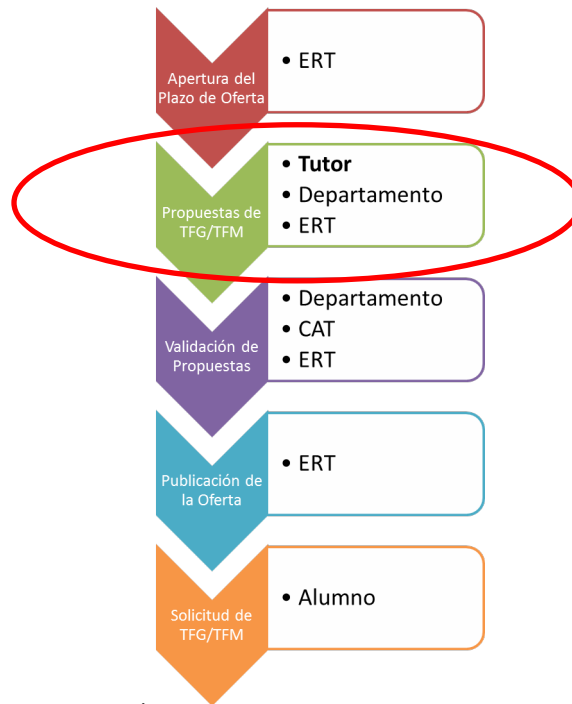 Apertura del
Plazo de Oferta
• ERT
Propuestas de
TFG/TFM
• Tutor
• Departamento
• ERT
Validación de
Propuestas
• Departamento
• CAT
• ERT
Publicación de
la Oferta
• ERT
Solicitud de
TFG/TFM
• Alumno